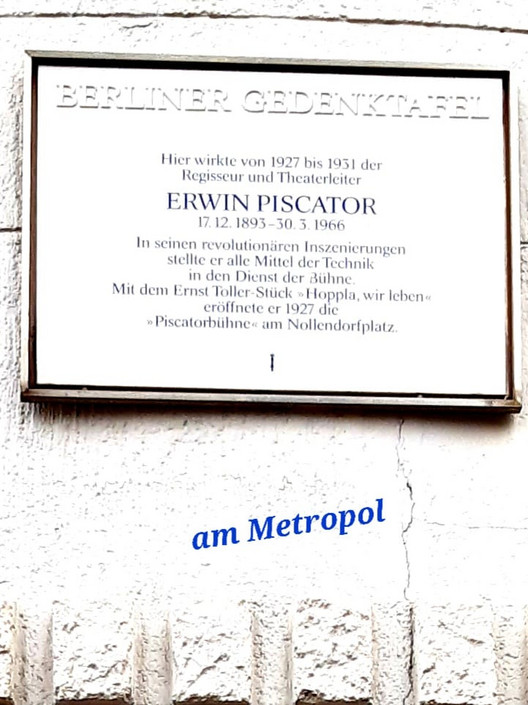 BERLINER GEDENKTAFEL
Hier wirkte von 1927 bis 1931 der
Regisseur und Theaterleiter
ERWIN PISCATOR
17. 12. 1893–30. 3. 1966
In seinen revolutionären Inszenierungen
stellte er alle Mittel der Technik
in den Dienst der Bühne.
Mit dem Ernst Toller-Stück »Hoppla, wir leben«
eröffnete er 1927 die
»Piscatorbühne« am Nollendorfplatz.
am Metropol